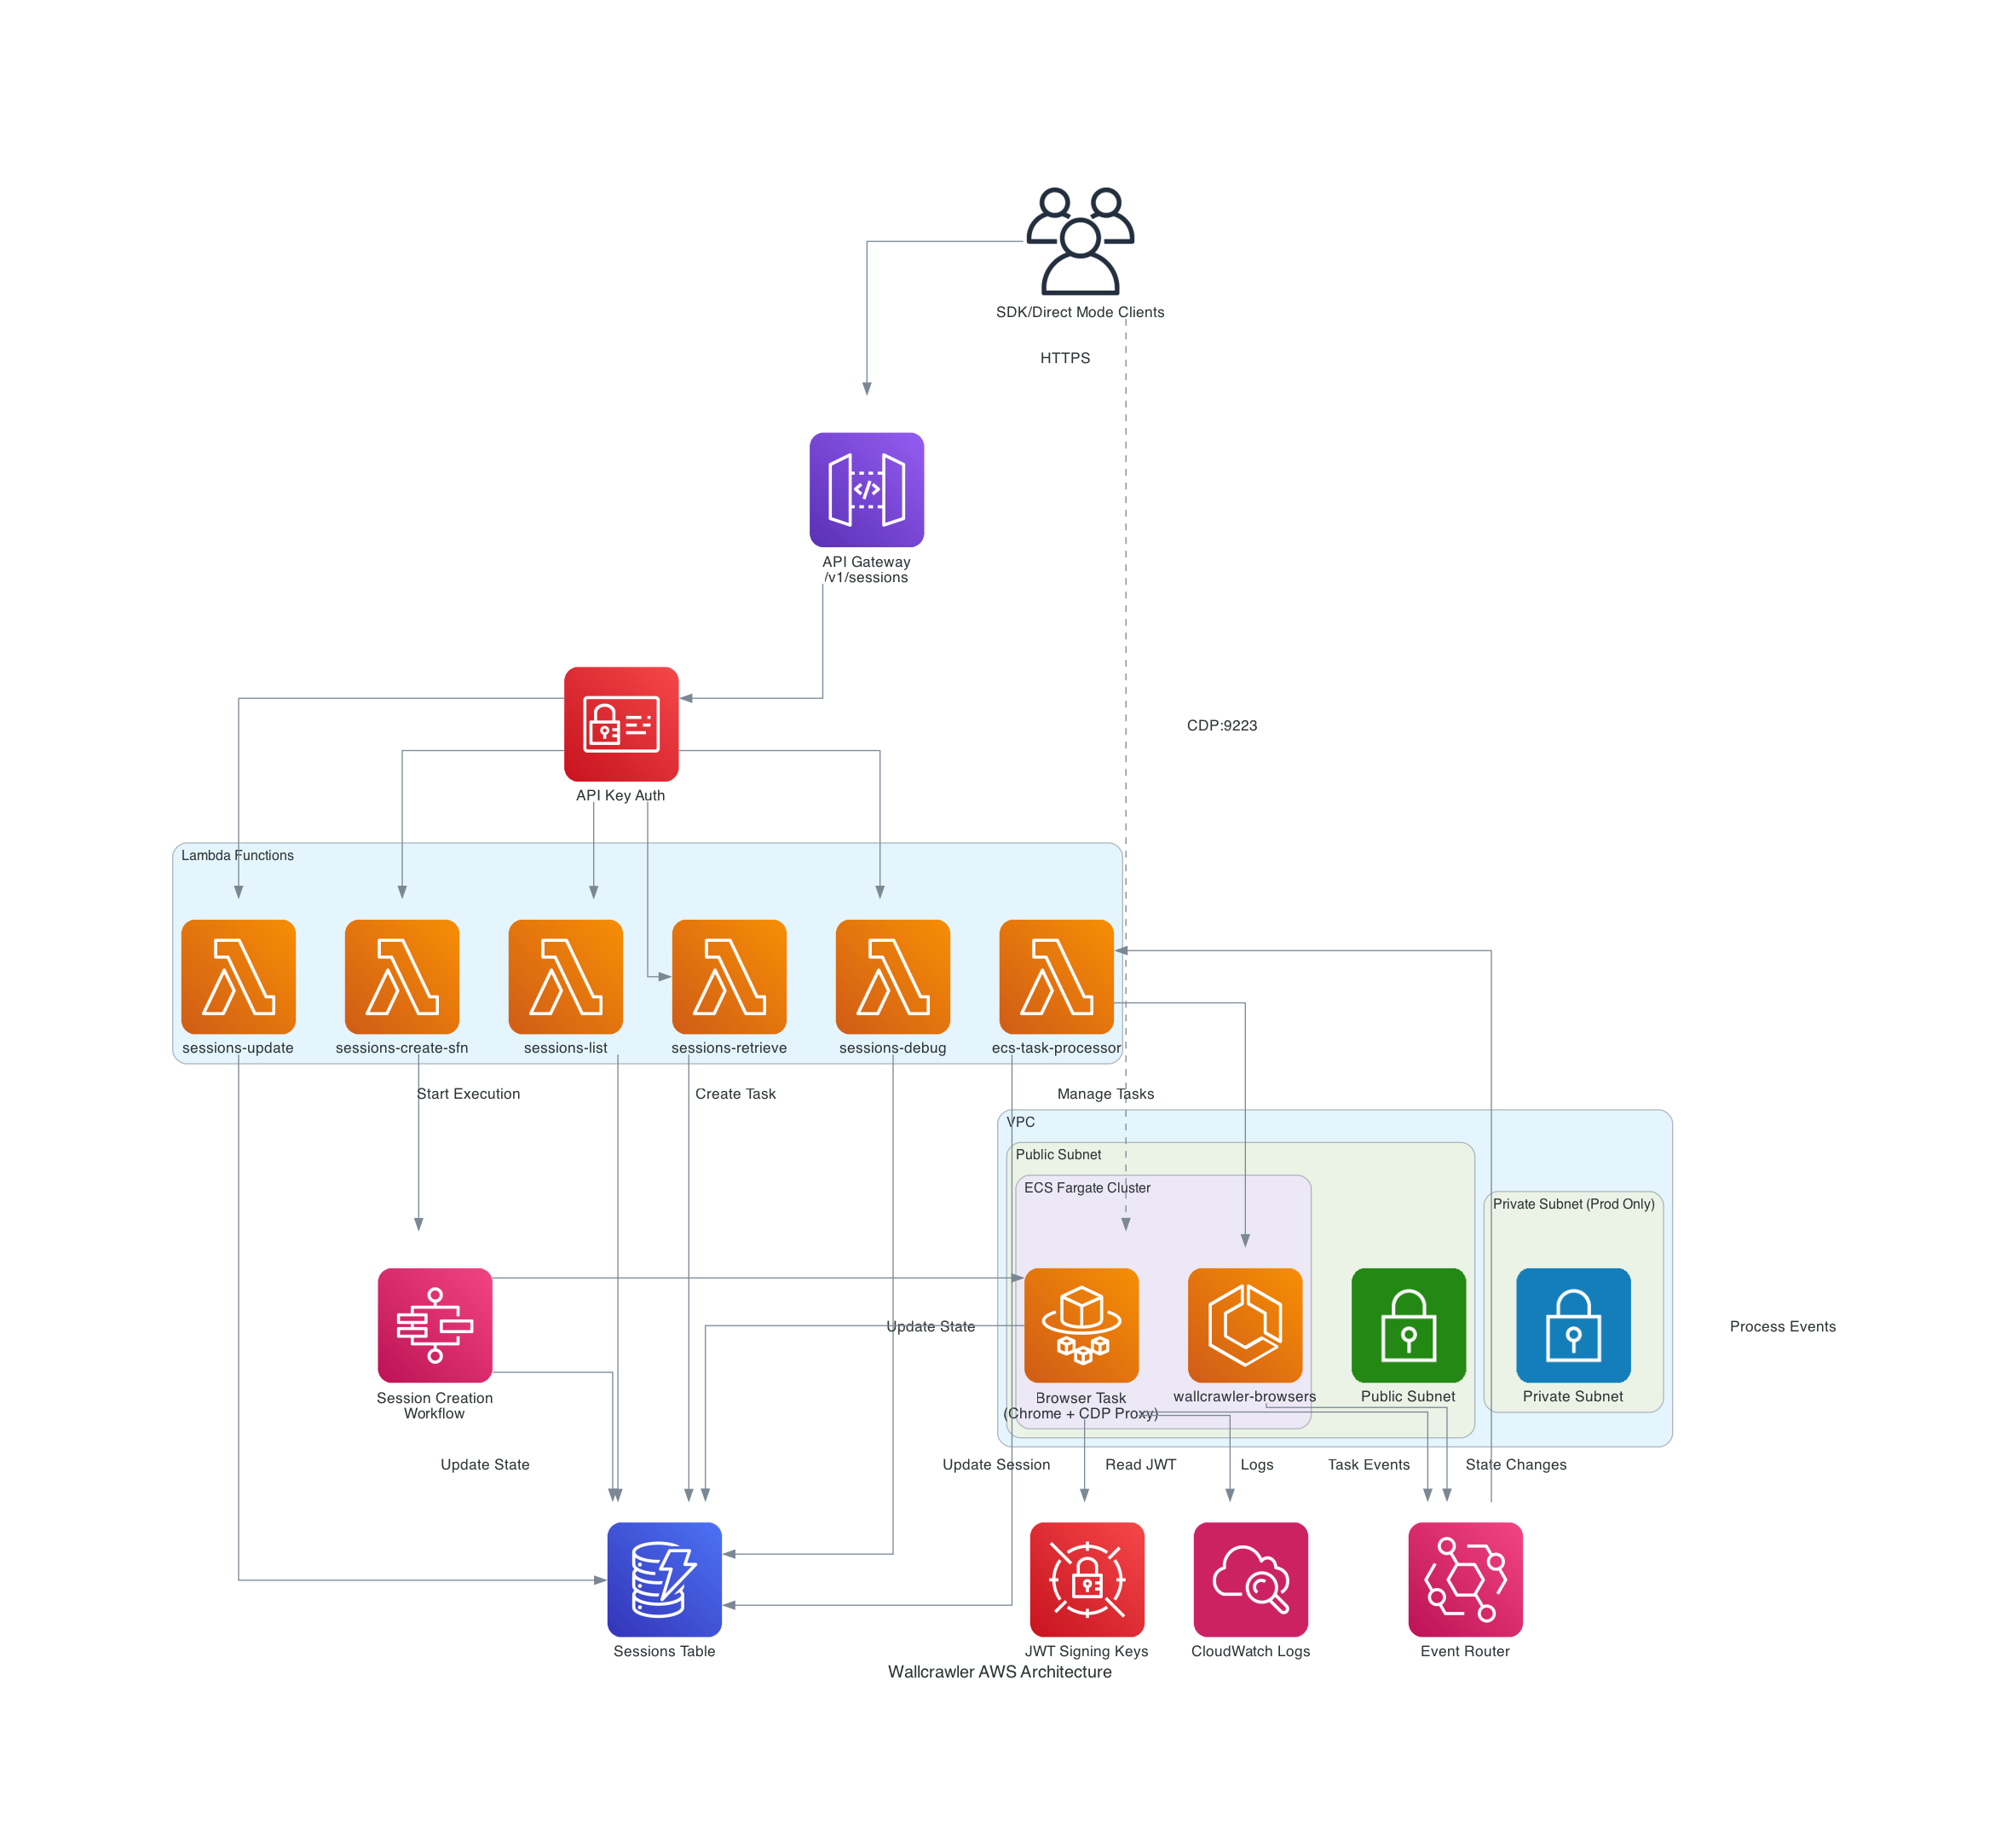 SDK/Direct Mode Clients
HTTPS
API Gateway
/v1/sessions
CDP:9223
API Key Auth
Lambda Functions
sessions-update
sessions-create-sfn
sessions-list
sessions-retrieve
sessions-debug
ecs-task-processor
Start Execution
Create Task
Manage Tasks
VPC
Public Subnet
ECS Fargate Cluster
Private Subnet (Prod Only)
Update State
Process Events
Session Creation
Workflow
Browser Task
(Chrome + CDP Proxy)
wallcrawler-browsers
Public Subnet
Private Subnet
Update State
Update Session
Read JWT
Logs
Task Events
State Changes
Sessions Table
JWT Signing Keys
CloudWatch Logs
Event Router
Wallcrawler AWS Architecture